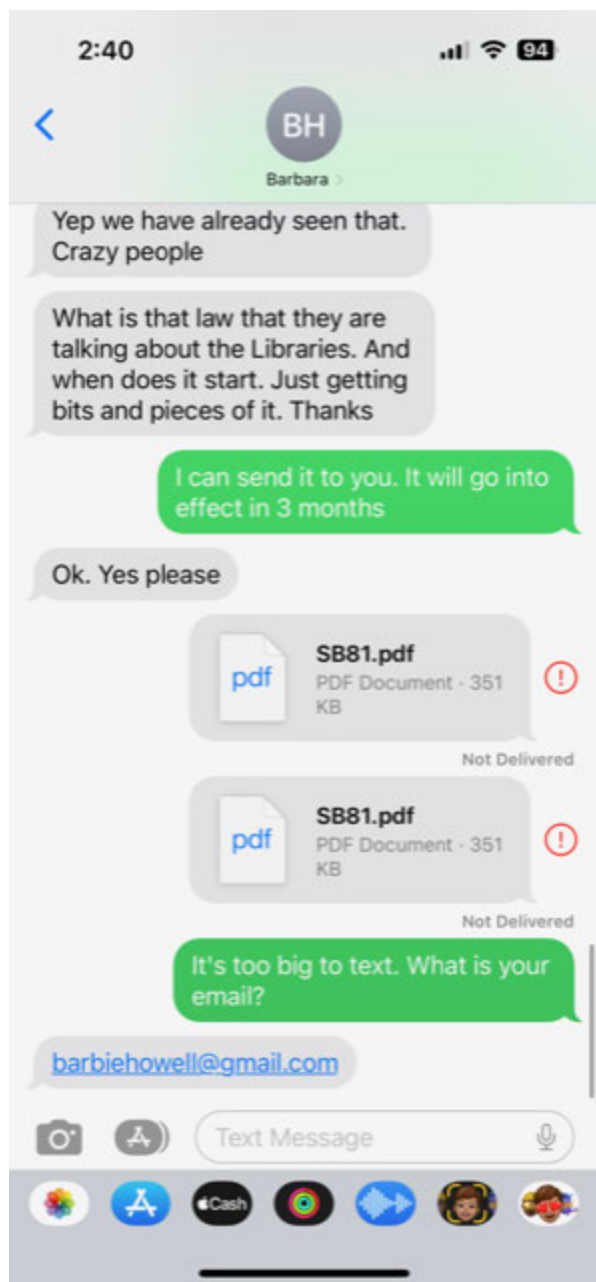 2:40
94
BH
Barbara
Yep we have already seen that.
Crazy people
What is that law that they are
talking about the Libraries. And
when does it start. Just getting
bits and pieces of it. Thanks
I can send it to you. It will go into
effect in 3 months
Ok. Yes please
pdf
SB81.pdf
PDF Document · 351
KB
Not Delivered
pdf
SB81.pdf
PDF Document · 351
KB
Not Delivered
It's too big to text. What is your
email?
barbiehowell@gmail.com
Text Message
Cash